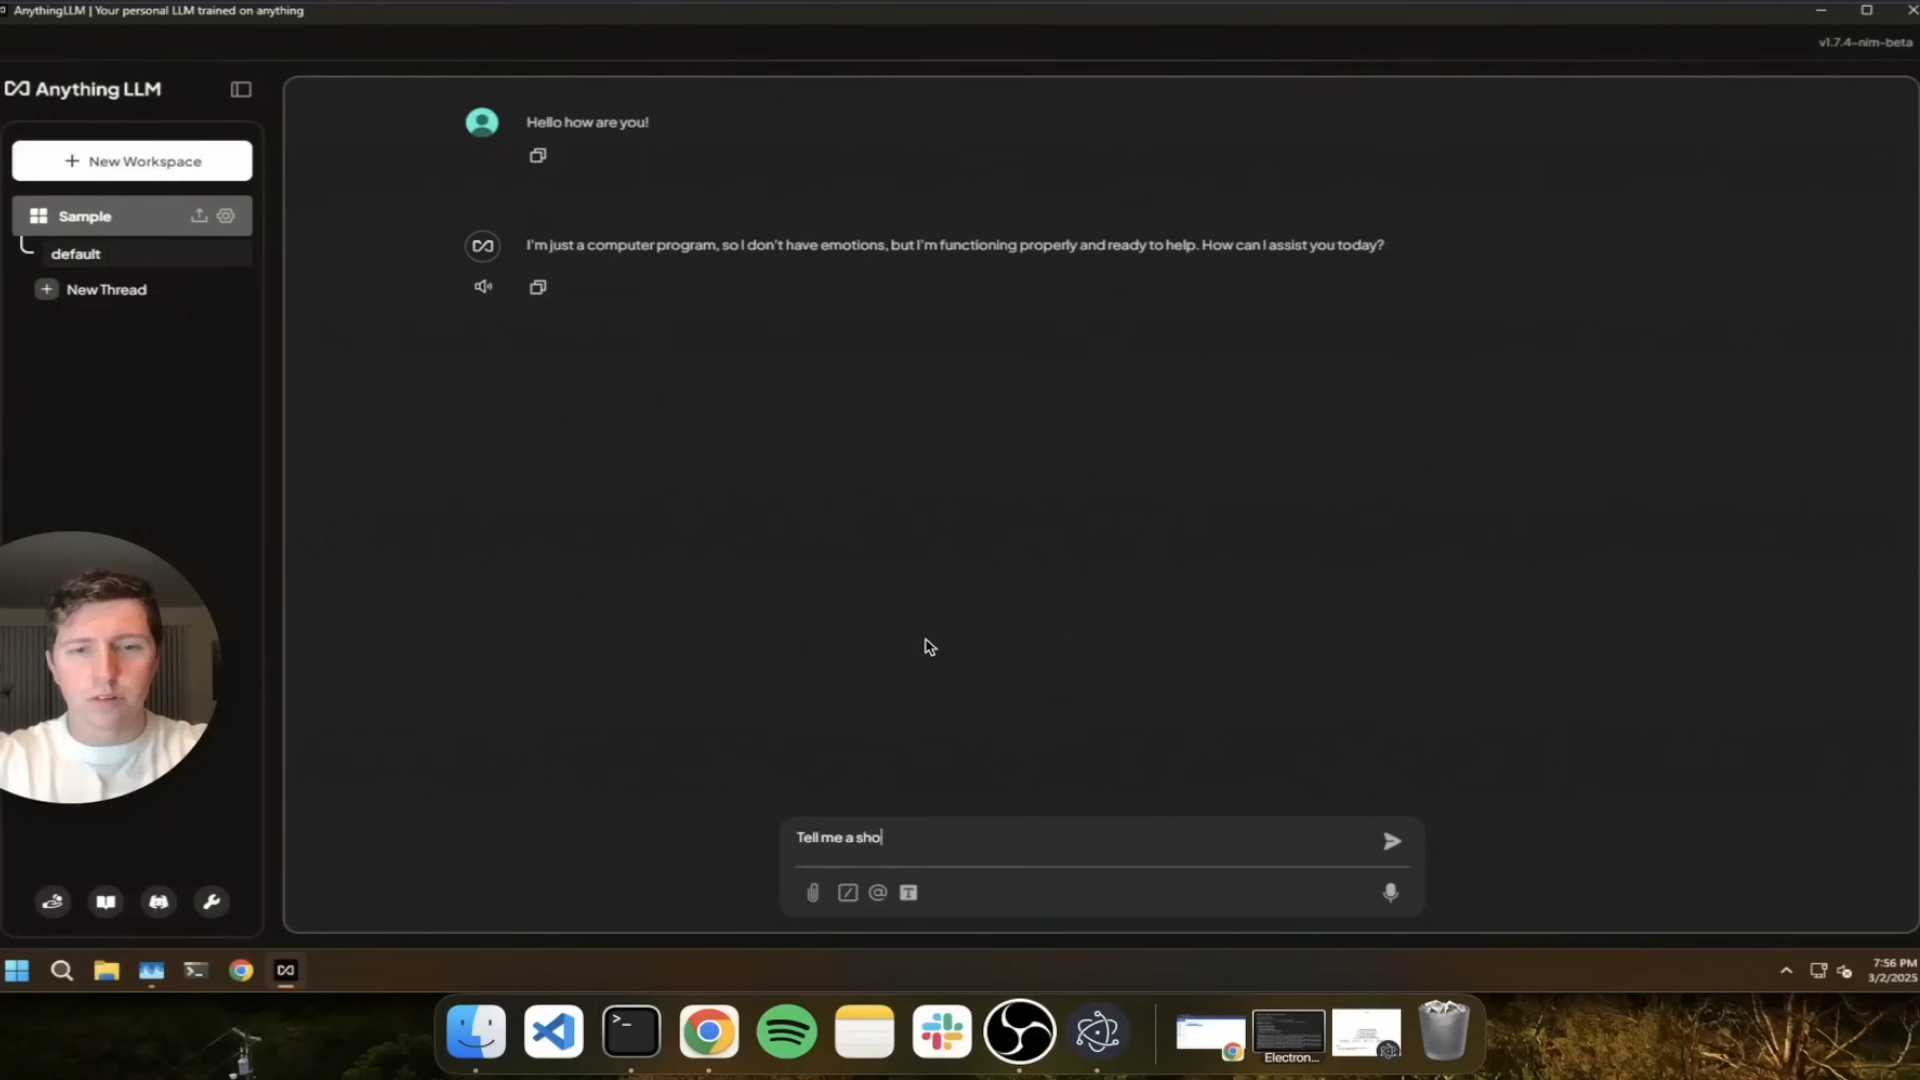 AnythingLLM | Your personal LLM trained on anything
v1.7.4-nim-beta
Anything LLM
New Workspace
Sample
default
New Thread
Hello how are you!
I'm just a computer program, so I don't have emotions, but I'm functioning properly and ready to help. How can I assist you today?
Tell me a sho
7:56 PM
3/2/2025
Electron...